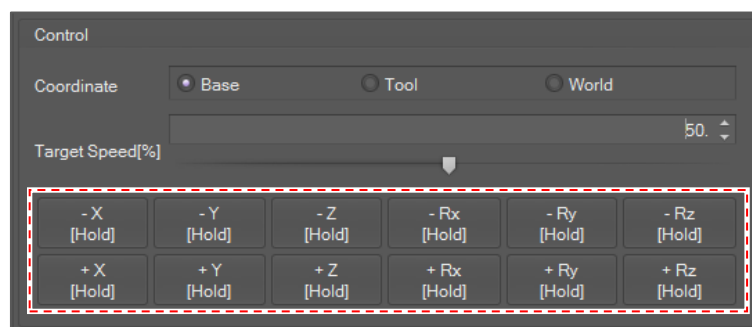 Control
Coordinate Base Tool World
50.
Target Speed[%]
- X - Y - Z - Rx - Ry - Rz
[Hold] [Hold] [Hold] [Hold] [Hold] [Hold]
+ X + Y + Z + Rx + Ry + Rz
[Hold] [Hold] [Hold] [Hold] [Hold] [Hold]